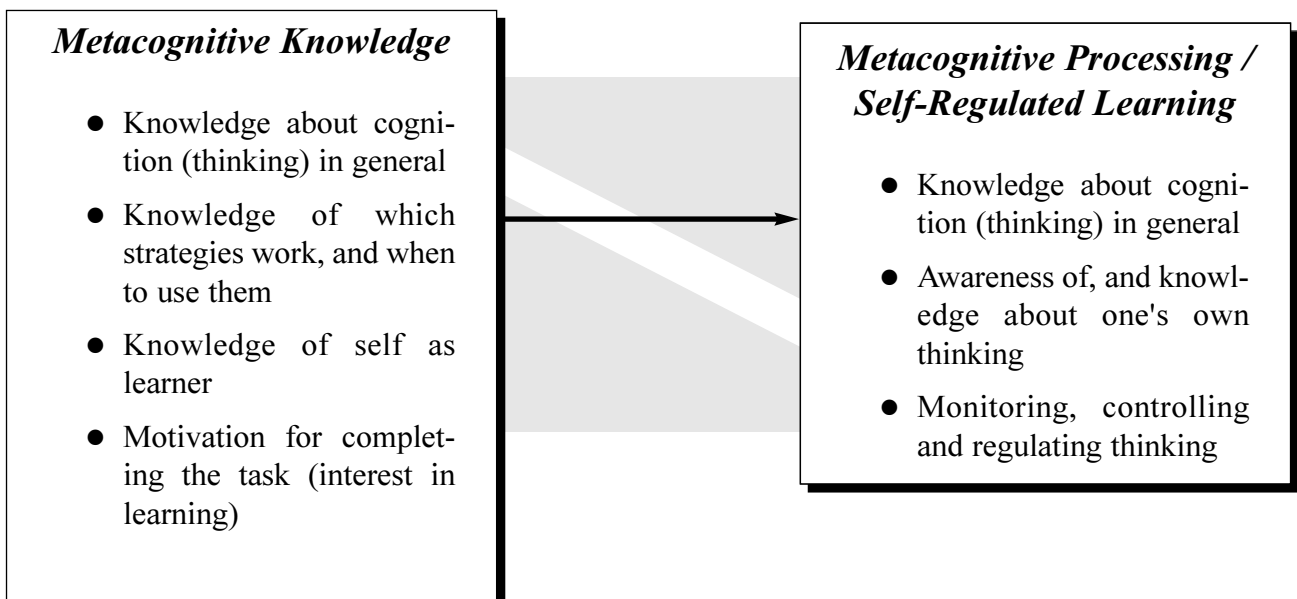 Metacognitive Knowledge
● Knowledge about cogni-
tion (thinking) in general
● Knowledge of which
strategies work, and when
to use them
● Knowledge of self as
learner
● Motivation for complet-
ing the task (interest in
learning)
Metacognitive Processing /
Self-Regulated Learning
● Knowledge about cogni-
tion (thinking) in general
● Awareness of, and knowl-
edge about one's own
thinking
● Monitoring, controlling
and regulating thinking